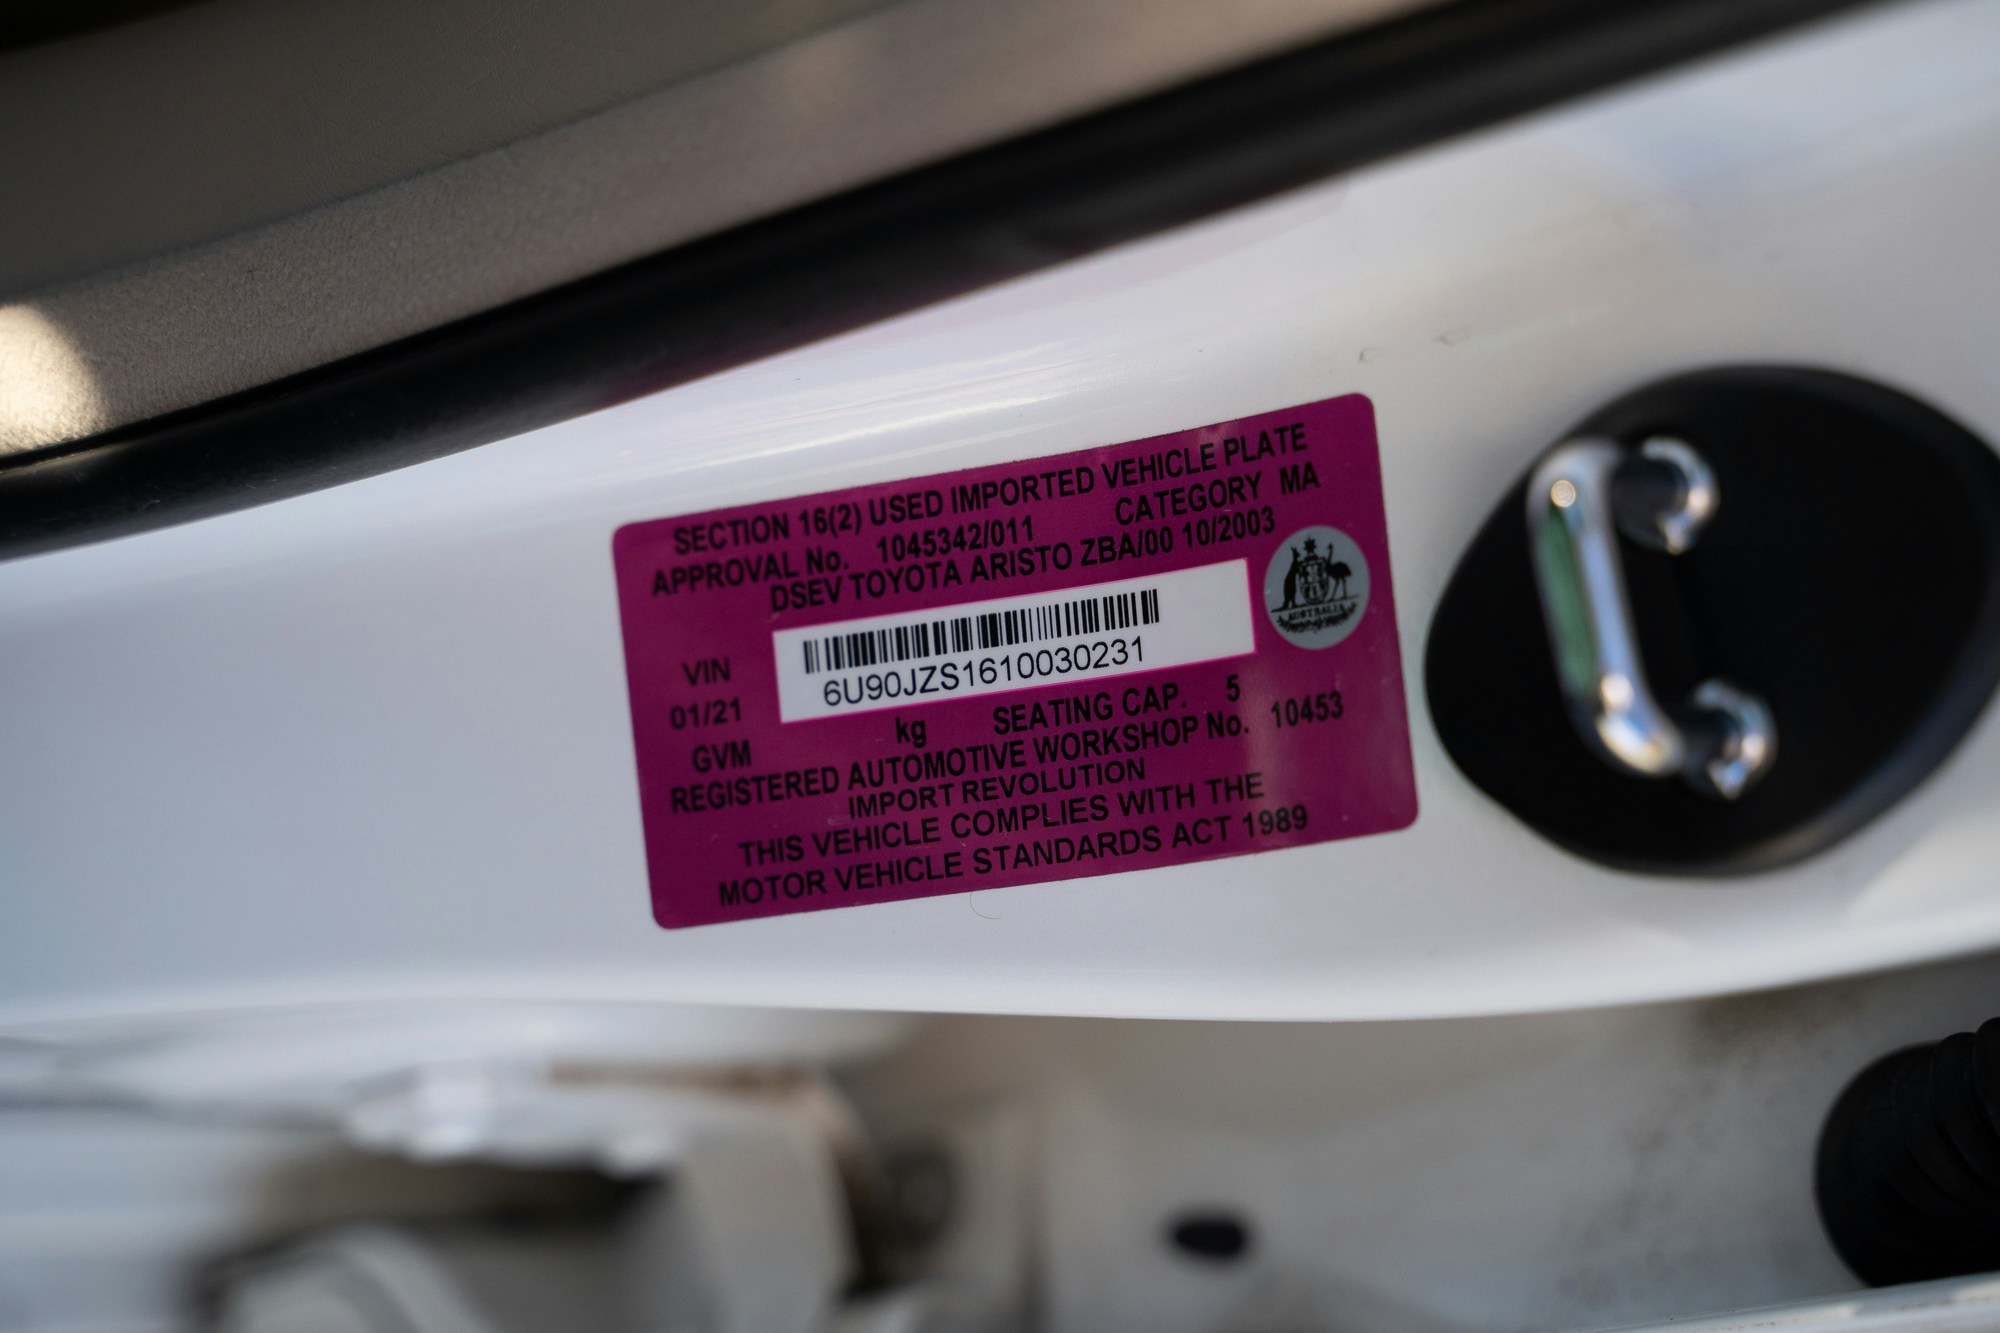 SECTION 16(2) USED IMPORTED VEHICLE PLATE
APPROVAL No. 1045342/011 CATEGORY MA
DSEV TOYOTA ARISTO ZBA/00 10/2003
AUSTRALIA
VIN 6U90JZS1610030231
01/21
GVM kg SEATING CAP. 5
REGISTERED AUTOMOTIVE WORKSHOP No. 10453
IMPORT REVOLUTION
THIS VEHICLE COMPLIES WITH THE
MOTOR VEHICLE STANDARDS ACT 1989